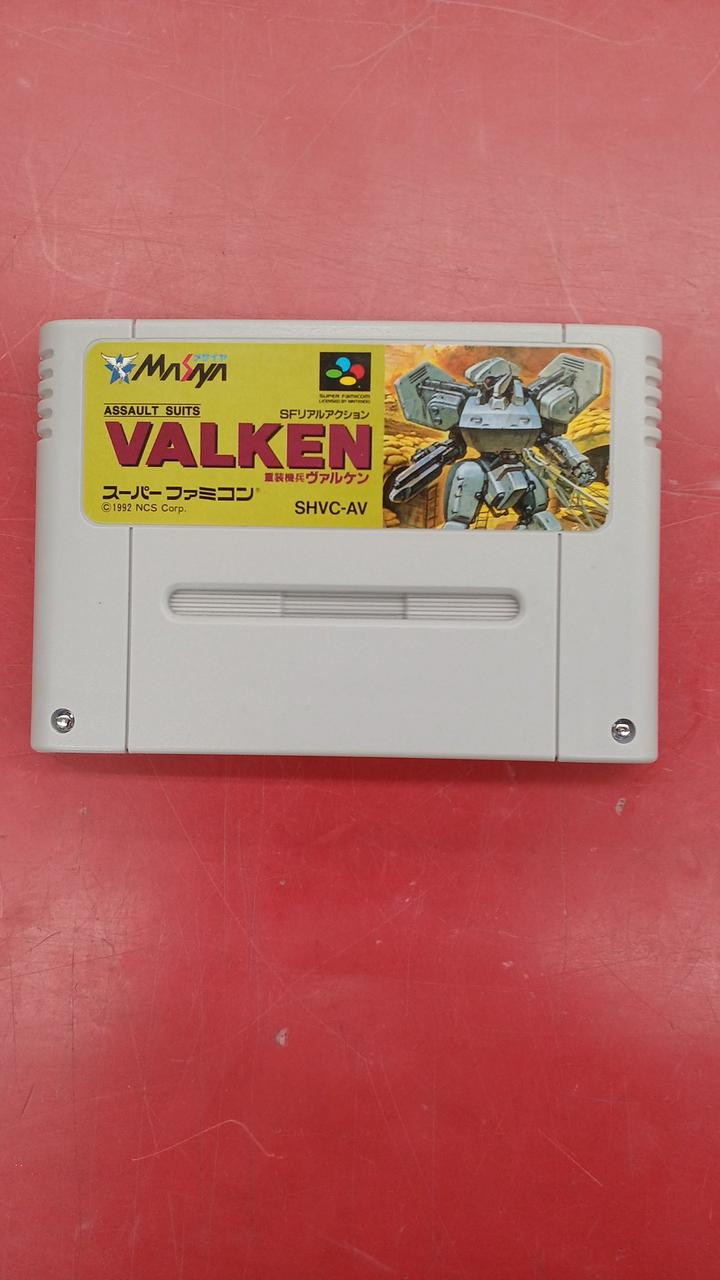 メサイヤ
MASAYA
SUPER FAMICOM
LICENSED BY NINTENDO
ASSAULT SUITS
SFリアルアクション
VALKEN
重装機兵ヴァルケン
スーパーファミコン®
©1992 NCS Corp.
SHVC-AV